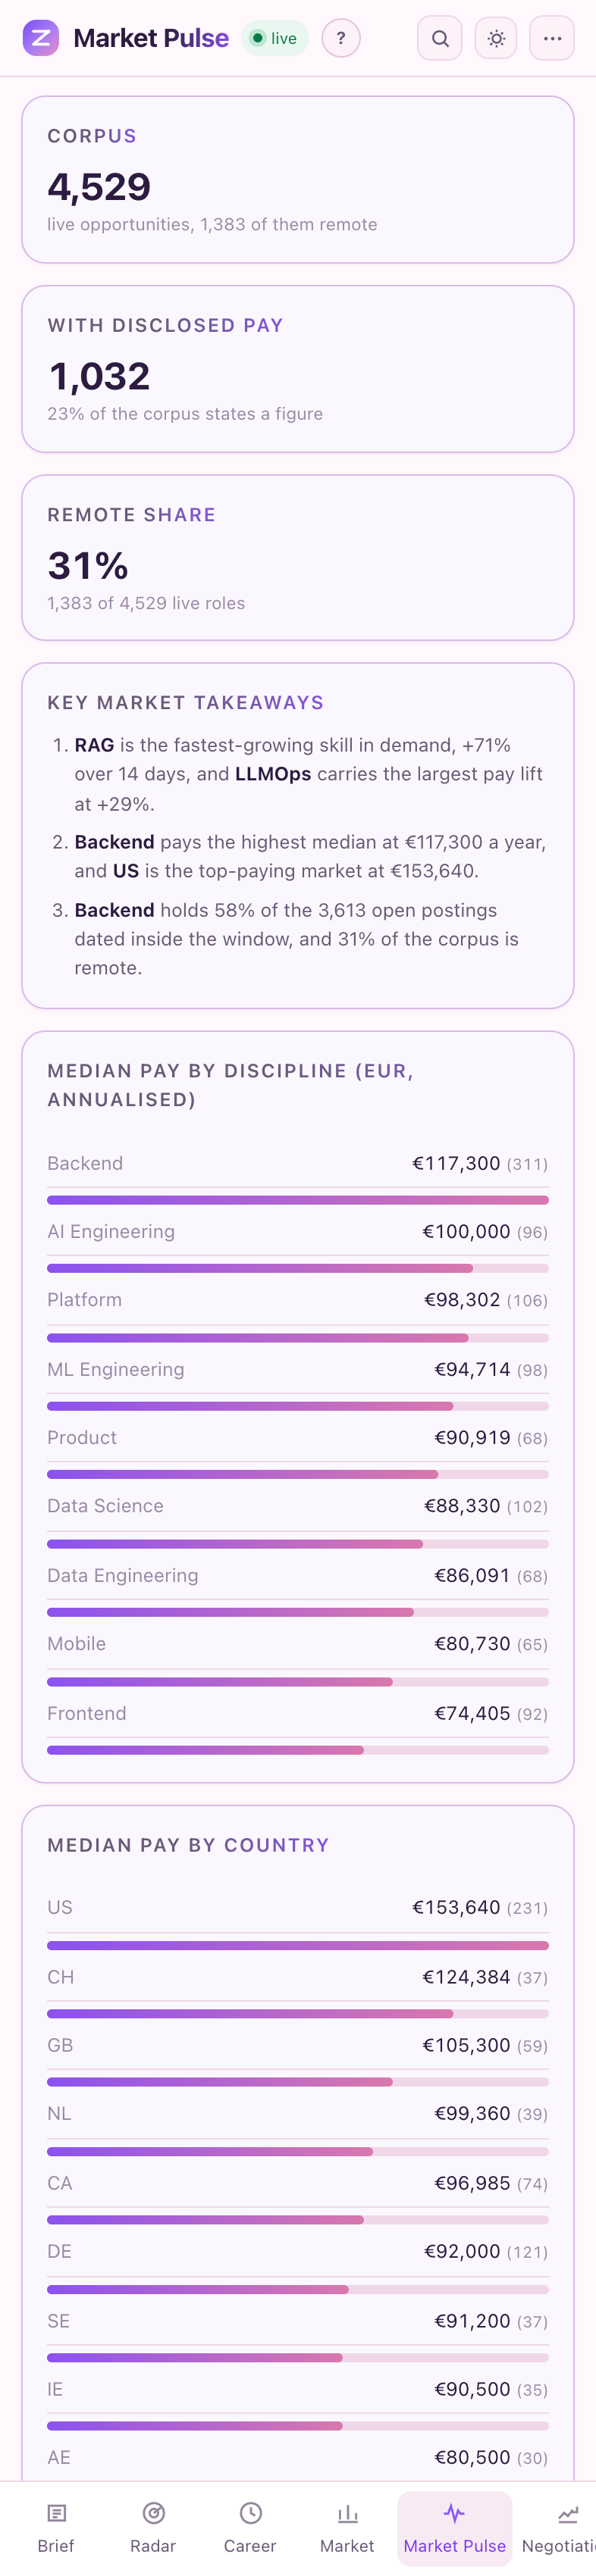 Z Market Pulse live ?
CORPUS
4,529
live opportunities, 1,383 of them remote
WITH DISCLOSED PAY
1,032
23% of the corpus states a figure
REMOTE SHARE
31%
1,383 of 4,529 live roles
KEY MARKET TAKEAWAYS
1. RAG is the fastest-growing skill in demand, +71%
over 14 days, and LLMOps carries the largest pay lift
at +29%.
2. Backend pays the highest median at €117,300 a year,
and US is the top-paying market at €153,640.
3. Backend holds 58% of the 3,613 open postings
dated inside the window, and 31% of the corpus is
remote.
MEDIAN PAY BY DISCIPLINE (EUR,
ANNUALISED)
Backend €117,300 (311)
AI Engineering €100,000 (96)
Platform €98,302 (106)
ML Engineering €94,714 (98)
Product €90,919 (68)
Data Science €88,330 (102)
Data Engineering €86,091 (68)
Mobile €80,730 (65)
Frontend €74,405 (92)
MEDIAN PAY BY COUNTRY
US €153,640 (231)
CH €124,384 (37)
GB €105,300 (59)
NL €99,360 (39)
CA €96,985 (74)
DE €92,000 (121)
SE €91,200 (37)
IE €90,500 (35)
AE €80,500 (30)
Brief Radar Career Market Market Pulse Negotiati